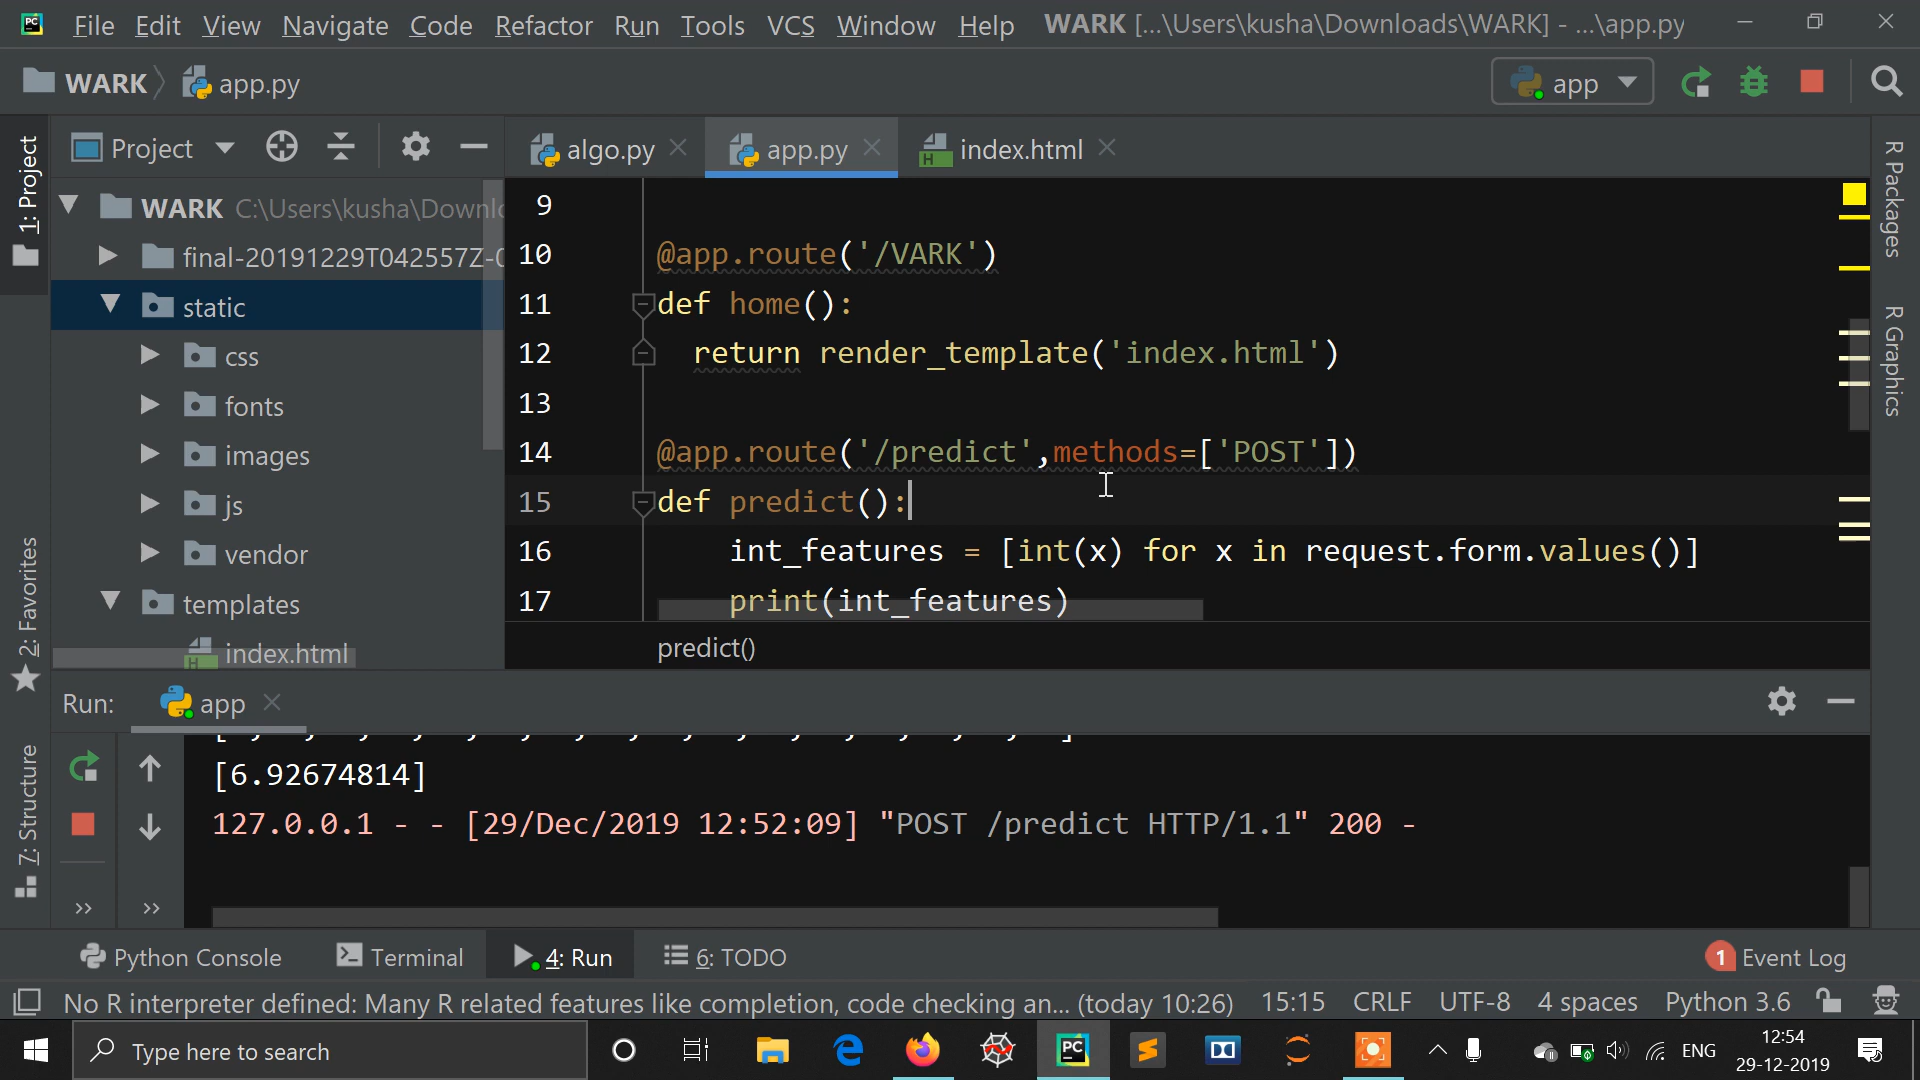 File Edit View Navigate Code Refactor Run Tools VCS Window Help WARK [...\Users\kusha\Downloads\WARK] - ...\app.py
WARK app.py
app
1: Project
Project
algo.py
app.py
index.html
R Packages
R Graphics
WARK C:\Users\kusha\Downl
final-20191229T042557Z-0
static
css
fonts
images
js
vendor
templates
index.html
9
10 @app.route('/VARK')
11 def home():
12 return render_template('index.html')
13
14 @app.route('/predict',methods=['POST'])
15 def predict():
16 int_features = [int(x) for x in request.form.values()]
17 print(int_features)
predict()
2: Favorites
7: Structure
Run: app
[6.92674814]
127.0.0.1 - - [29/Dec/2019 12:52:09] "POST /predict HTTP/1.1" 200 -
Python Console Terminal 4: Run 6: TODO 1 Event Log
No R interpreter defined: Many R related features like completion, code checking an... (today 10:26) 15:15 CRLF UTF-8 4 spaces Python 3.6
Type here to search
PC
ENG
12:54
29-12-2019